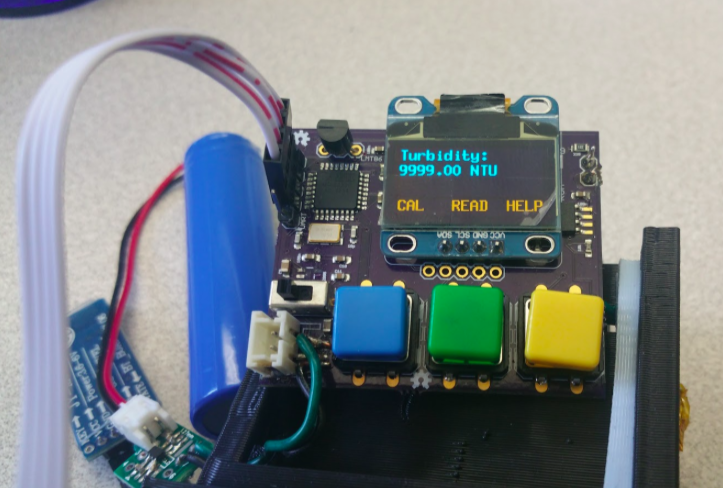 Turbidity:
9999.00 NTU
CAL READ HELP
VCC GND SCL SDA